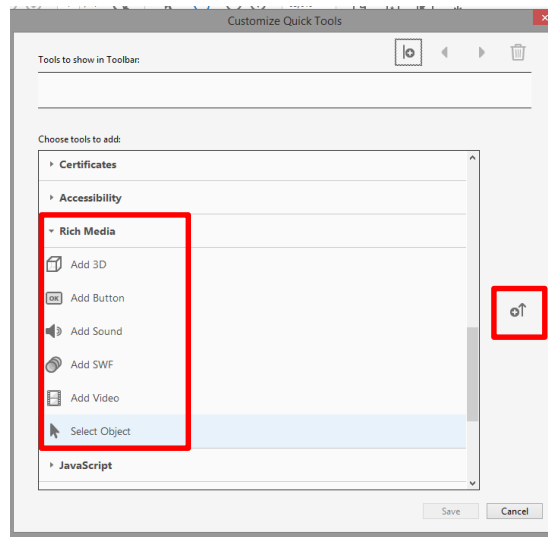 Customize Quick Tools
Tools to show in Toolbar:
Choose tools to add:
Certificates
Accessibility
Rich Media
Add 3D
OK Add Button
Add Sound
Add SWF
Add Video
Select Object
JavaScript
Save Cancel